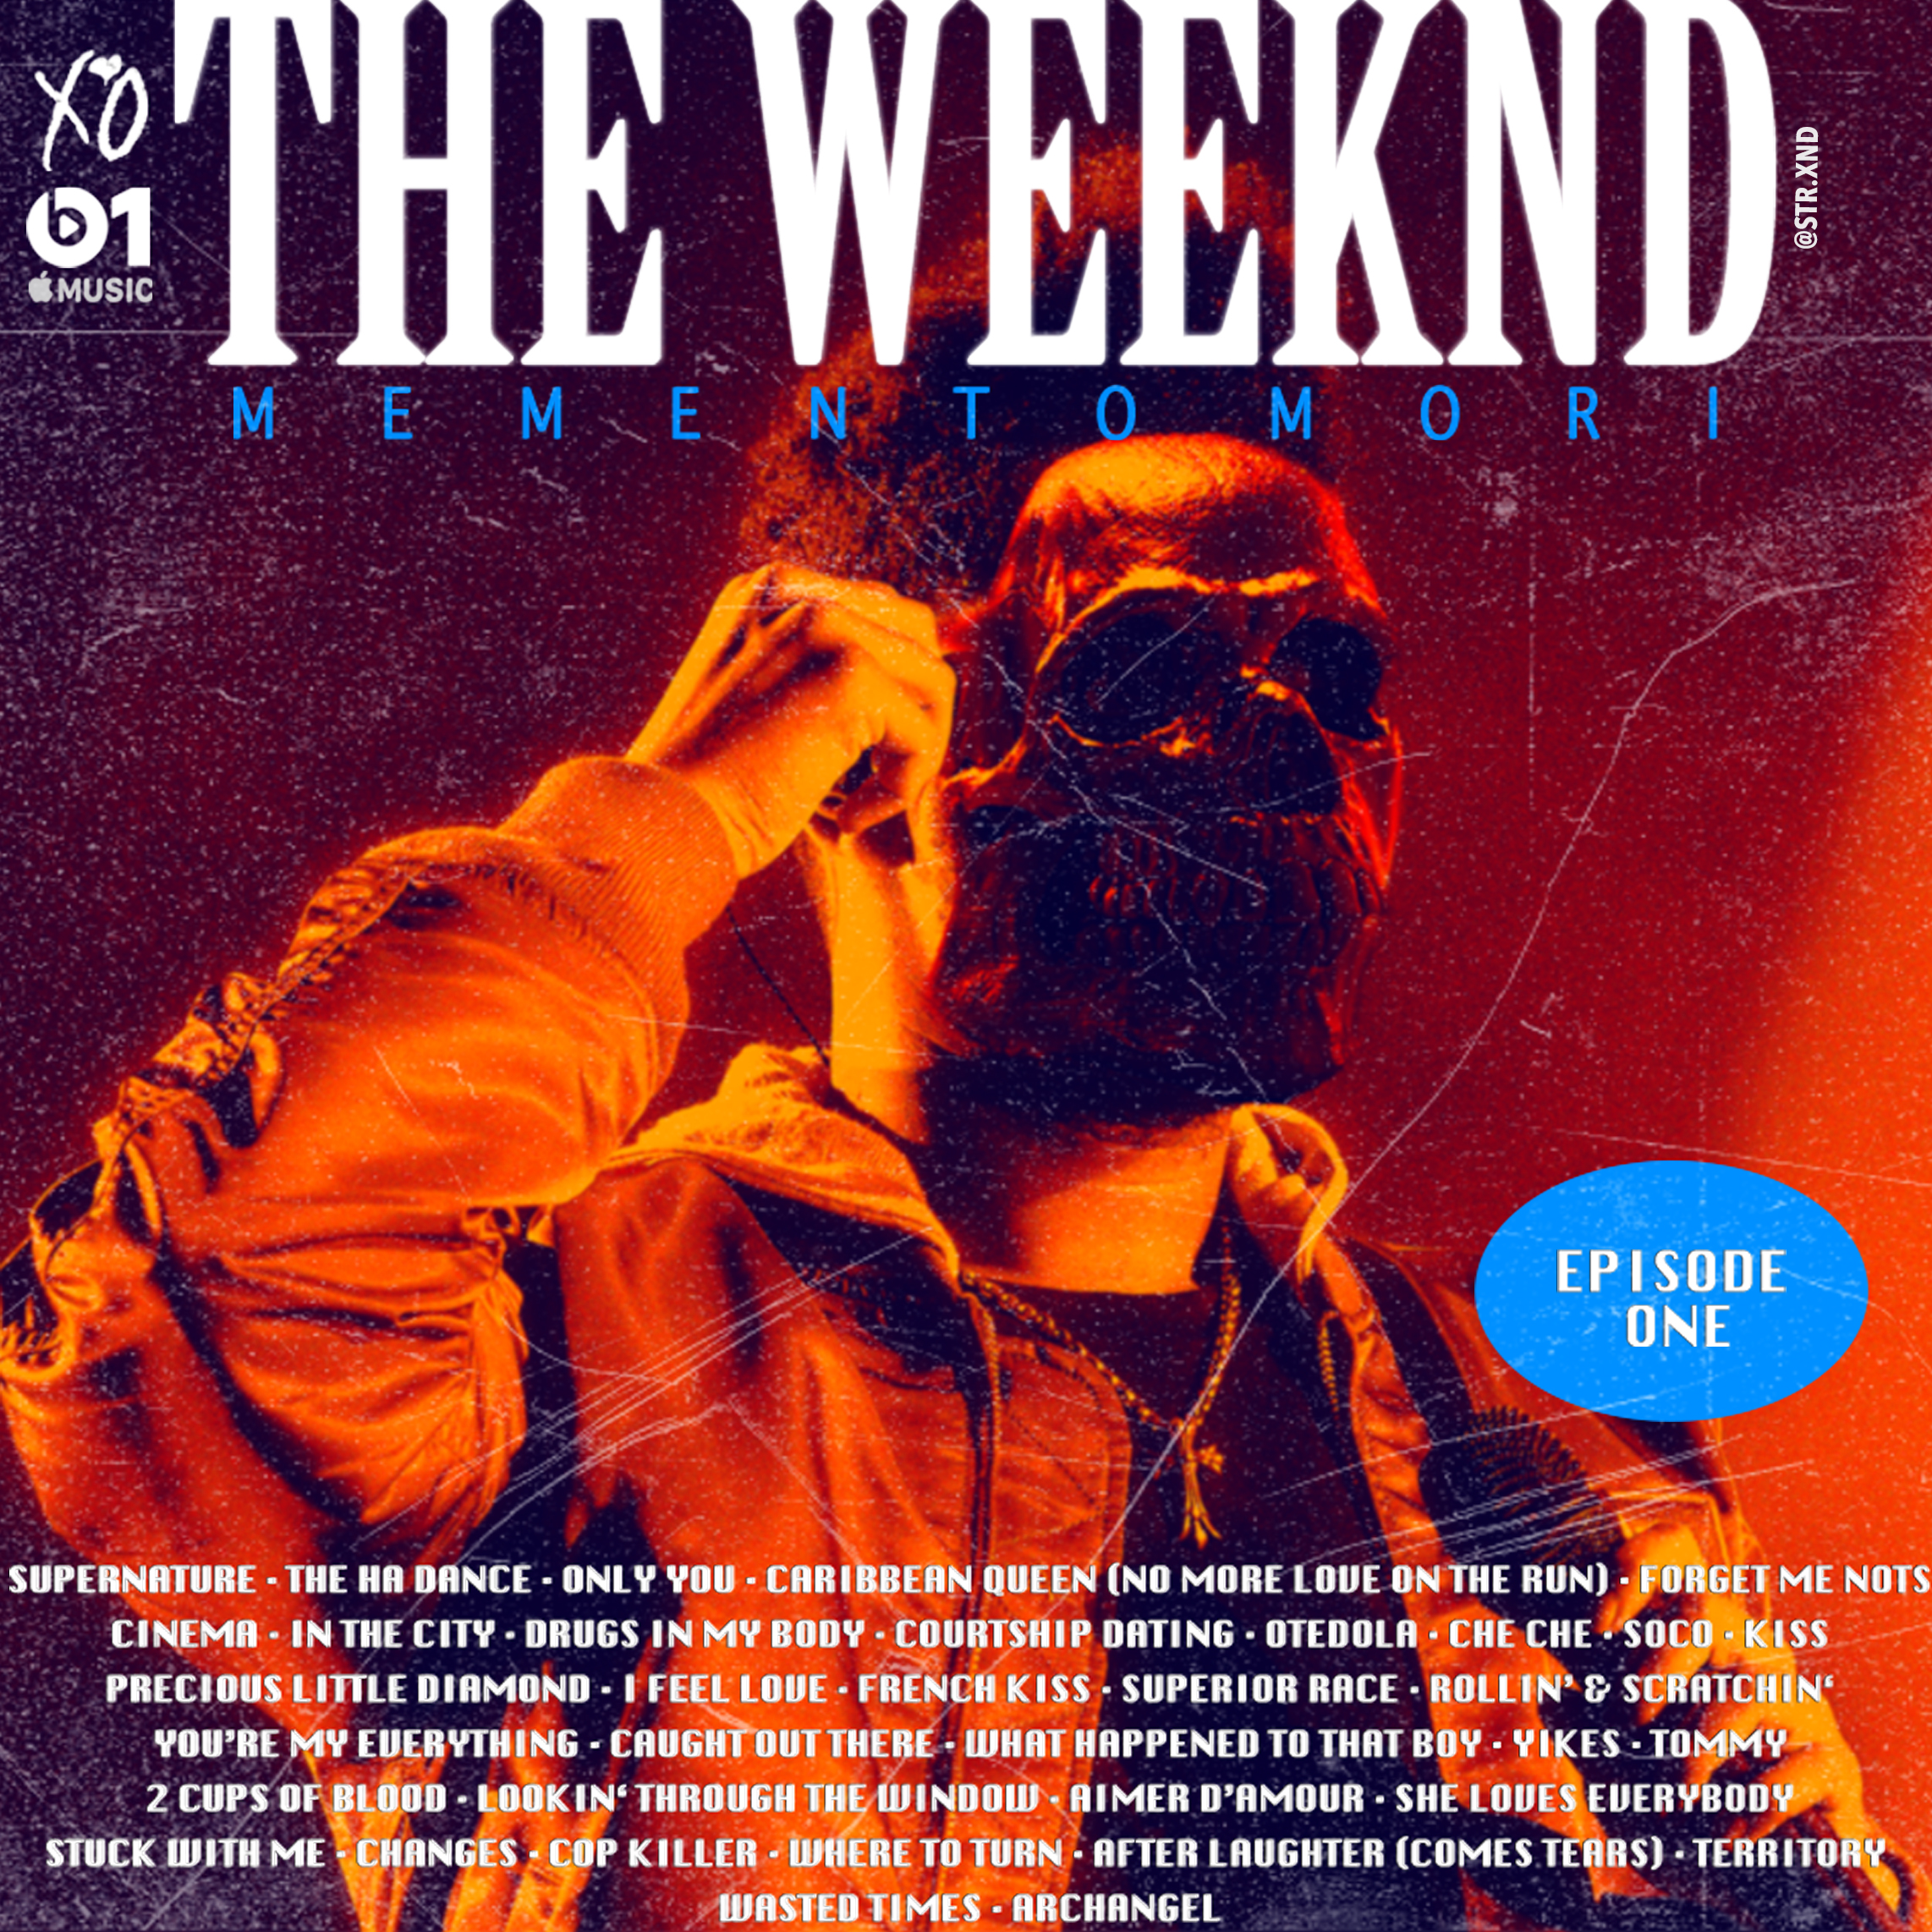 THE WEEKND
XO
b1
MUSIC
@STR.XND
MEMENTO MORI
EPISODE
ONE
SUPERNATURE - THE HA DANCE - ONLY YOU - CARIBBEAN QUEEN (NO MORE LOVE ON THE RUN) - FORGET ME NOTS
CINEMA - IN THE CITY - DRUGS IN MY BODY - COURTSHIP DATING - OTEDOLA - CHE CHE - SOCO - KISS
PRECIOUS LITTLE DIAMOND - I FEEL LOVE - FRENCH KISS - SUPERIOR RACE - ROLLIN’ & SCRATCHIN‘
YOU’RE MY EVERYTHING - CAUGHT OUT THERE - WHAT HAPPENED TO THAT BOY - YIKES - TOMMY
2 CUPS OF BLOOD - LOOKIN‘ THROUGH THE WINDOW - AIMER D’AMOUR - SHE LOVES EVERYBODY
STUCK WITH ME - CHANGES - COP KILLER - WHERE TO TURN - AFTER LAUGHTER (COMES TEARS) - TERRITORY
WASTED TIMES - ARCHANGEL